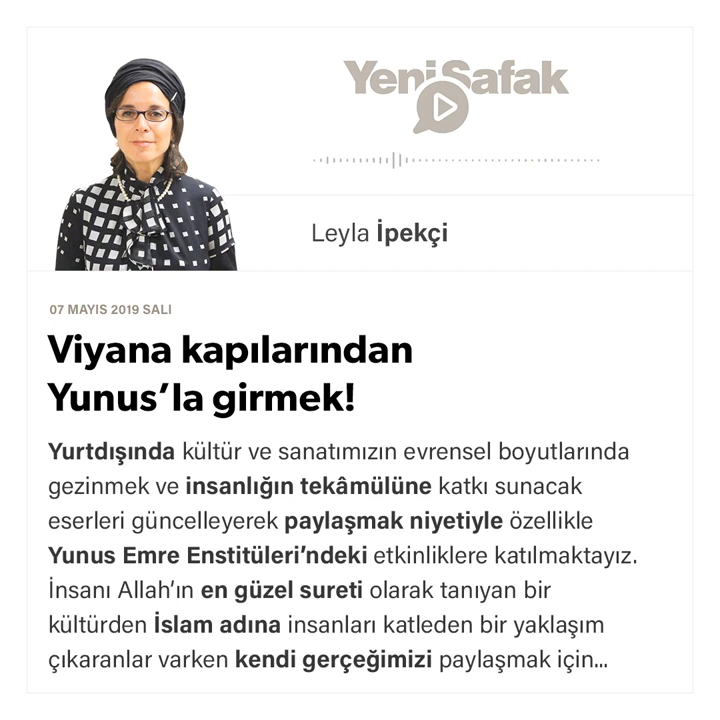 Yeni Şafak
Leyla İpekçi
07 MAYIS 2019 SALI
Viyana kapılarından
Yunus’la girmek!
Yurtdışında kültür ve sanatımızın evrensel boyutlarında
gezinmek ve insanlığın tekâmülüne katkı sunacak
eserleri güncelleyerek paylaşmak niyetiyle özellikle
Yunus Emre Enstitüleri’ndeki etkinliklere katılmaktayız.
İnsanı Allah’ın en güzel sureti olarak tanıyan bir
kültürden İslam adına insanları katleden bir yaklaşım
çıkaranlar varken kendi gerçeğimizi paylaşmak için...